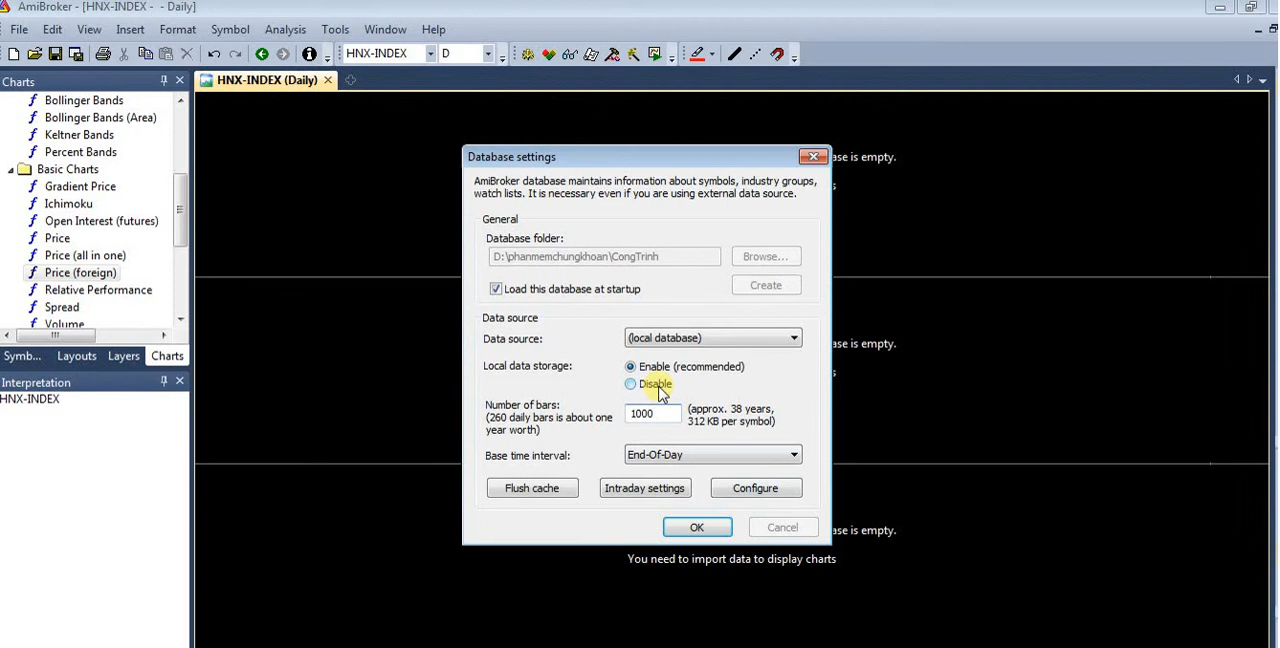 AmiBroker - [HNX-INDEX - - Daily]
File Edit View Insert Format Symbol Analysis Tools Window Help
HNX-INDEX D
Charts
HNX-INDEX (Daily)
Bollinger Bands
Bollinger Bands (Area)
Keltner Bands
Percent Bands
Basic Charts
Gradient Price
Ichimoku
Open Interest (futures)
Price
Price (all in one)
Price (foreign)
Relative Performance
Spread
Volume
Symb... Layouts Layers Charts
Interpretation
HNX-INDEX
Database settings
AmiBroker database maintains information about symbols, industry groups,
watch lists. It is necessary even if you are using external data source.
General
Database folder:
D:\phanmemchungkhoan\CongTrinh Browse...
Load this database at startup Create
Data source
Data source: (local database)
Local data storage: Enable (recommended)
Disable
Number of bars:
(260 daily bars is about one
year worth)
1000
(approx. 38 years,
312 KB per symbol)
Base time interval: End-Of-Day
Flush cache Intraday settings Configure
OK Cancel
ase is empty.
ase is empty.
ase is empty.
You need to import data to display charts